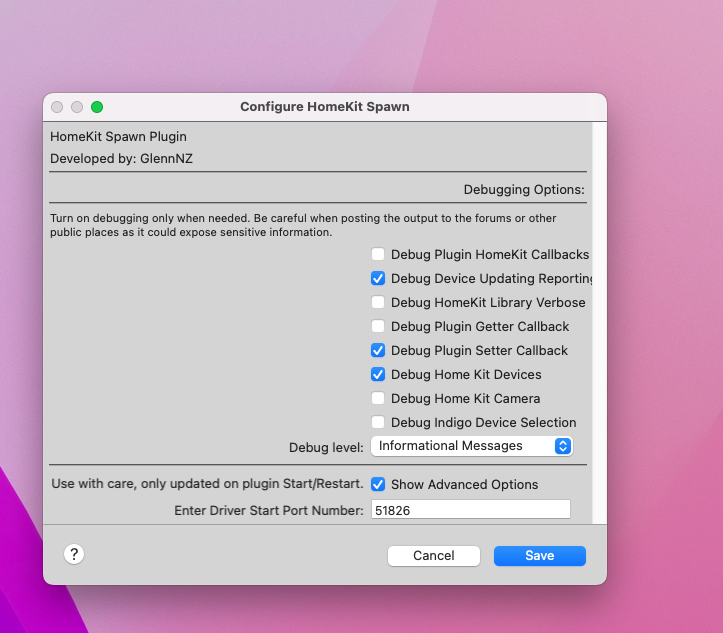 Configure HomeKit Spawn
HomeKit Spawn Plugin
Developed by: GlennNZ
Debugging Options:
Turn on debugging only when needed. Be careful when posting the output to the forums or other
public places as it could expose sensitive information.
Debug Plugin HomeKit Callbacks
Debug Device Updating Reporting
Debug HomeKit Library Verbose
Debug Plugin Getter Callback
Debug Plugin Setter Callback
Debug Home Kit Devices
Debug Home Kit Camera
Debug Indigo Device Selection
Debug level: Informational Messages
Use with care, only updated on plugin Start/Restart. Show Advanced Options
Enter Driver Start Port Number: 51826
? Cancel Save